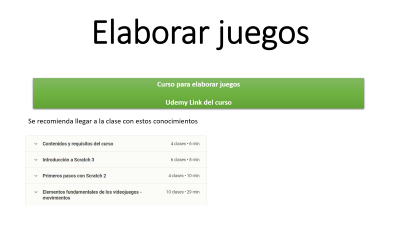 Elaborar juegos
Curso para elaborar juegos
Udemy Link del curso
Se recomienda llegar a la clase con estos conocimientos
Contenidos y requisitos del curso 4 clases • 6 min
Introducción a Scratch 3 6 clases • 8 min
Primeros pasos con Scratch 2 4 clases • 10 min
Elementos fundamentales de los videojuegos - 10 clases • 29 min
movimientos